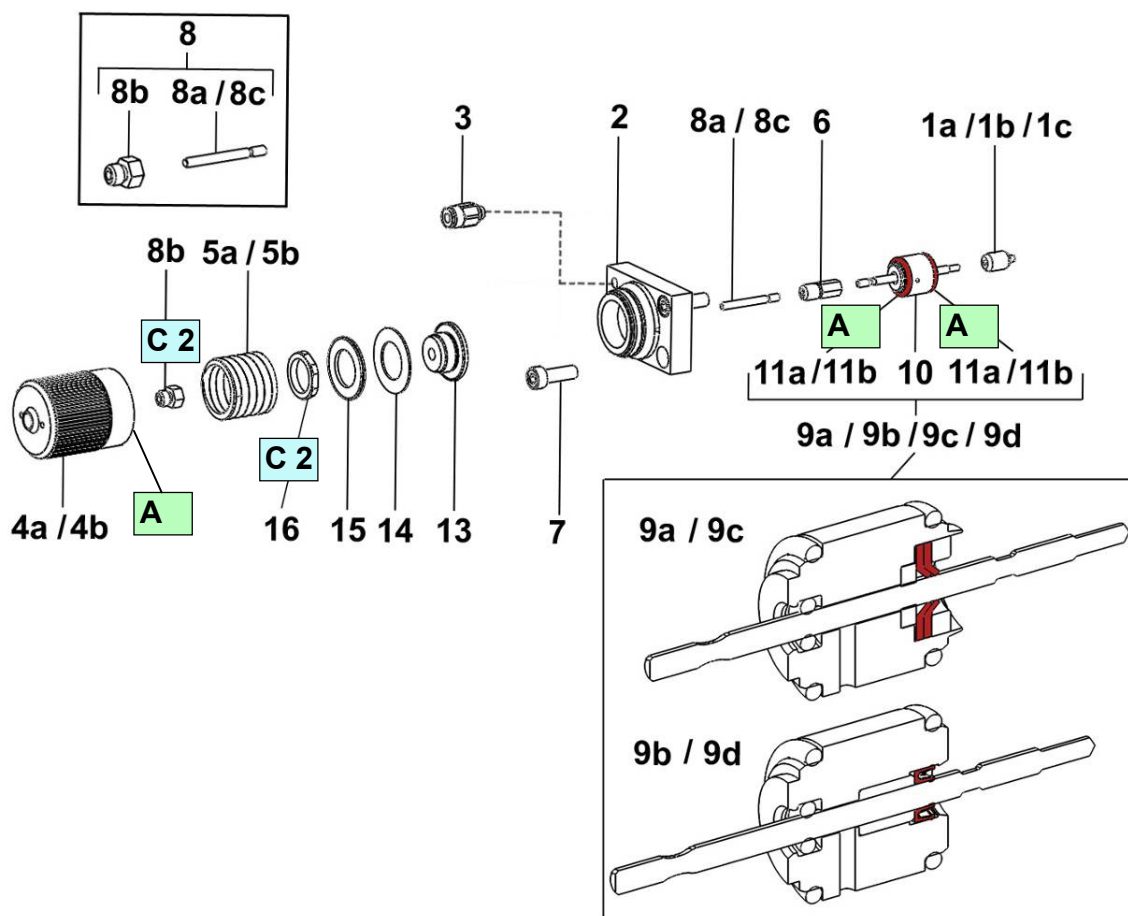 8
8b 8a / 8c
3 2 8a / 8c 6 1a /1b / 1c
8b 5a / 5b
C 2
A A
11a /11b 10 11a /11b
9a / 9b / 9c / 9d
C 2
A
4a / 4b 16 15 14 13 7
9a / 9c
9b / 9d